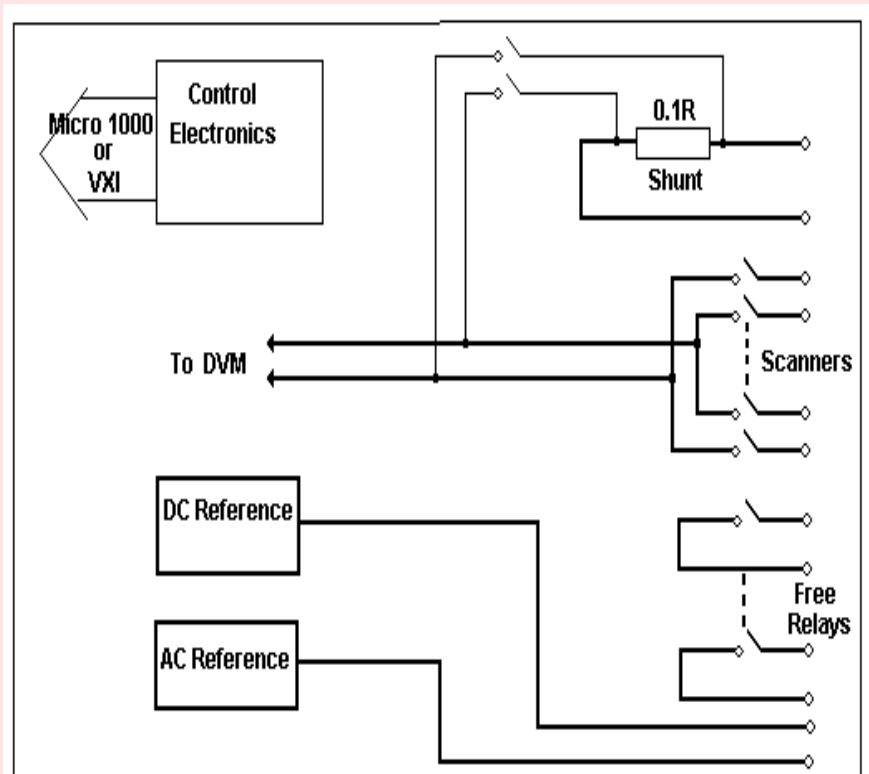 Control
Electronics
Micro 1000
or
VXI
0.1R
Shunt
To DVM
Scanners
DC Reference
Free
Relays
AC Reference